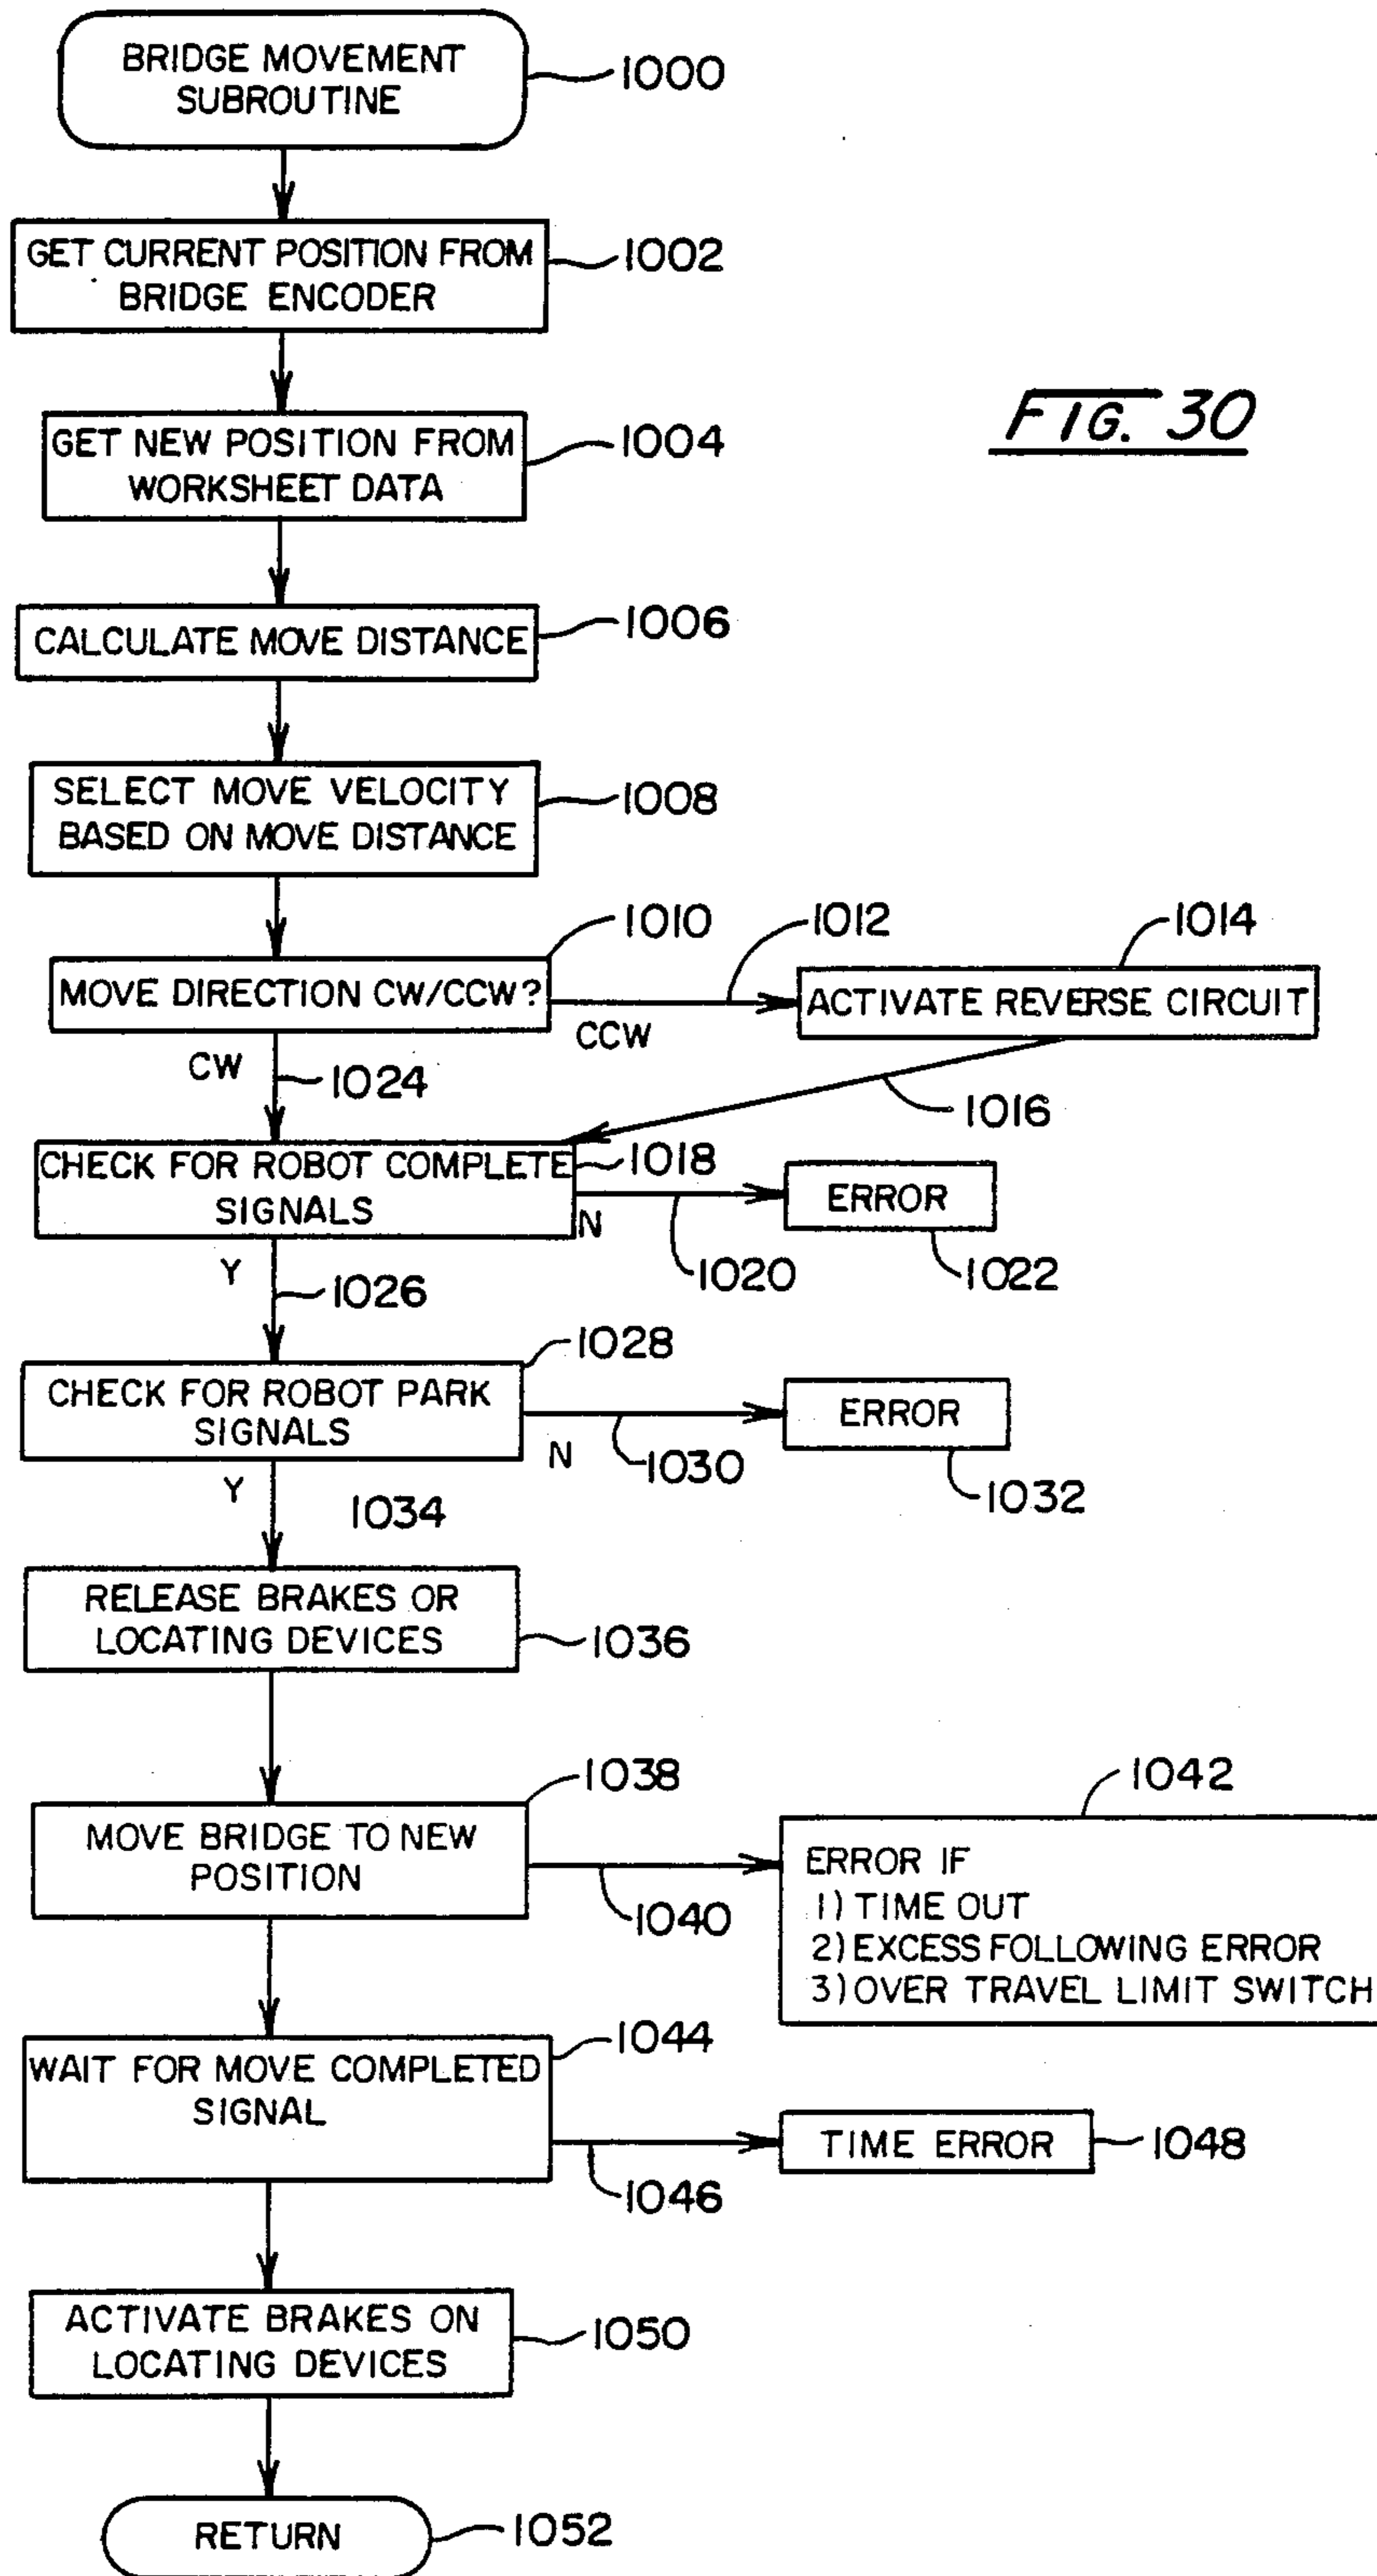 BRIDGE MOVEMENT
SUBROUTINE
1000
GET CURRENT POSITION FROM
BRIDGE ENCODER
1002
FIG. 30
GET NEW POSITION FROM
WORKSHEET DATA
1004
CALCULATE MOVE DISTANCE
1006
SELECT MOVE VELOCITY
BASED ON MOVE DISTANCE
1008
MOVE DIRECTION CW/CCW?
1010
CCW
1012
ACTIVATE REVERSE CIRCUIT
1014
CW
1024
1016
CHECK FOR ROBOT COMPLETE
SIGNALS
1018
N
1020
ERROR
1022
Y
1026
CHECK FOR ROBOT PARK
SIGNALS
1028
N
1030
ERROR
1032
Y
1034
RELEASE BRAKES OR
LOCATING DEVICES
1036
MOVE BRIDGE TO NEW
POSITION
1038
1040
1042
ERROR IF
1) TIME OUT
2) EXCESS FOLLOWING ERROR
3) OVER TRAVEL LIMIT SWITCH
WAIT FOR MOVE COMPLETED
SIGNAL
1044
1046
TIME ERROR
1048
ACTIVATE BRAKES ON
LOCATING DEVICES
1050
RETURN
1052